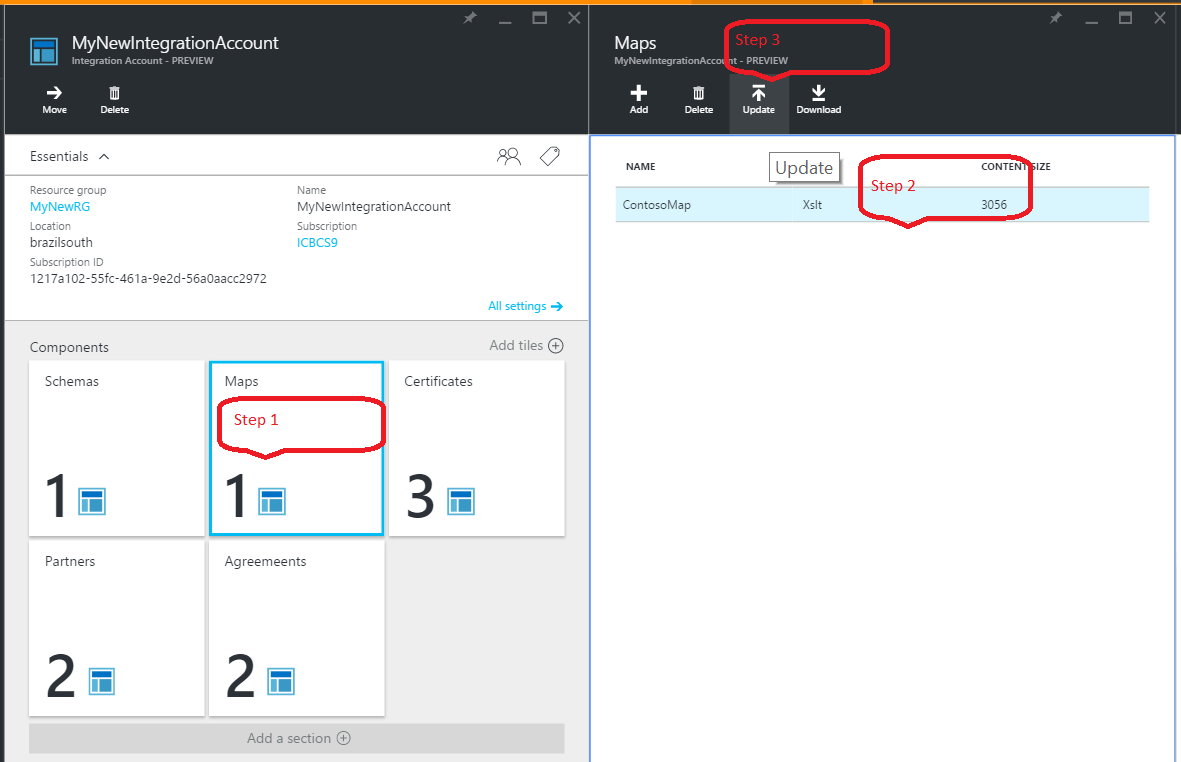 MyNewIntegrationAccount
Integration Account - PREVIEW
Move
Delete
Essentials
Resource group
MyNewRG
Name
MyNewIntegrationAccount
Location
brazilsouth
Subscription
ICBCS9
Subscription ID
1217a102-55fc-461a-9e2d-56a0aacc2972
All settings
Components
Add tiles
Schemas
1
Maps
Step 1
1
Certificates
3
Partners
2
Agreemeents
2
Add a section
Maps
MyNewIntegrationAccount - PREVIEW
Step 3
Add
Delete
Update
Download
NAME
Update
CONTENT SIZE
Step 2
ContosoMap Xslt 3056